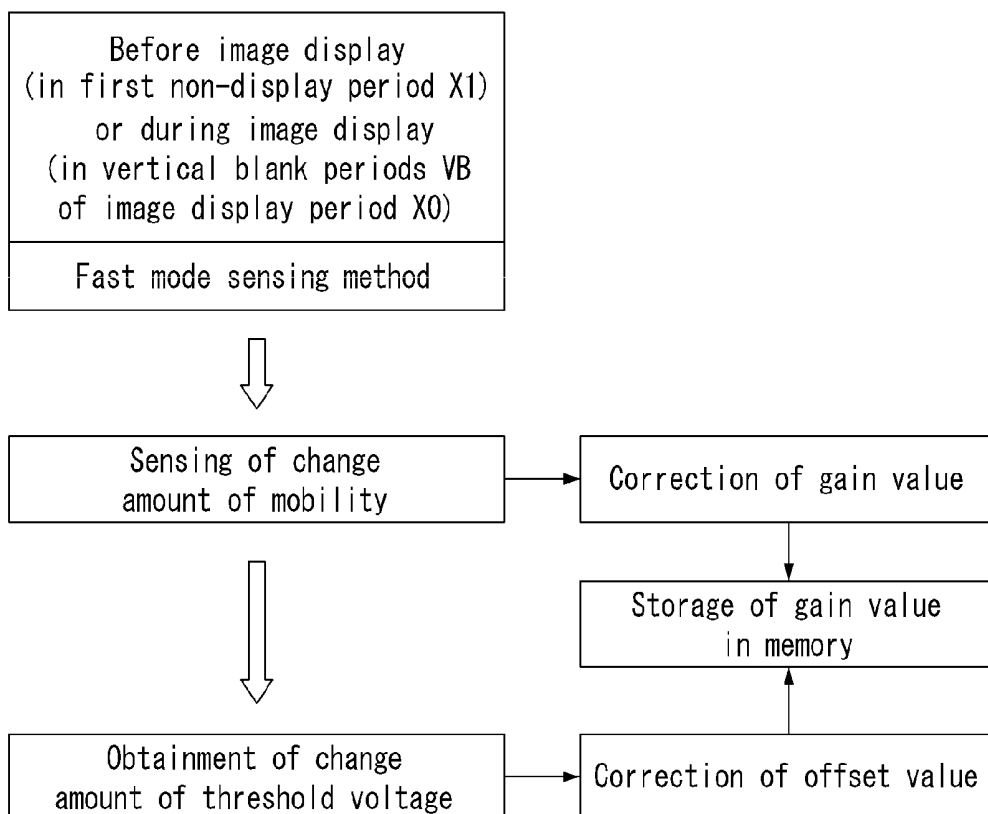 Before image display
(in first non-display period X1)
or during image display
(in vertical blank periods VB
of image display period X0)
Fast mode sensing method
Sensing of change
amount of mobility
Correction of gain value
Storage of gain value
in memory
Obtainment of change
amount of threshold voltage
Correction of offset value